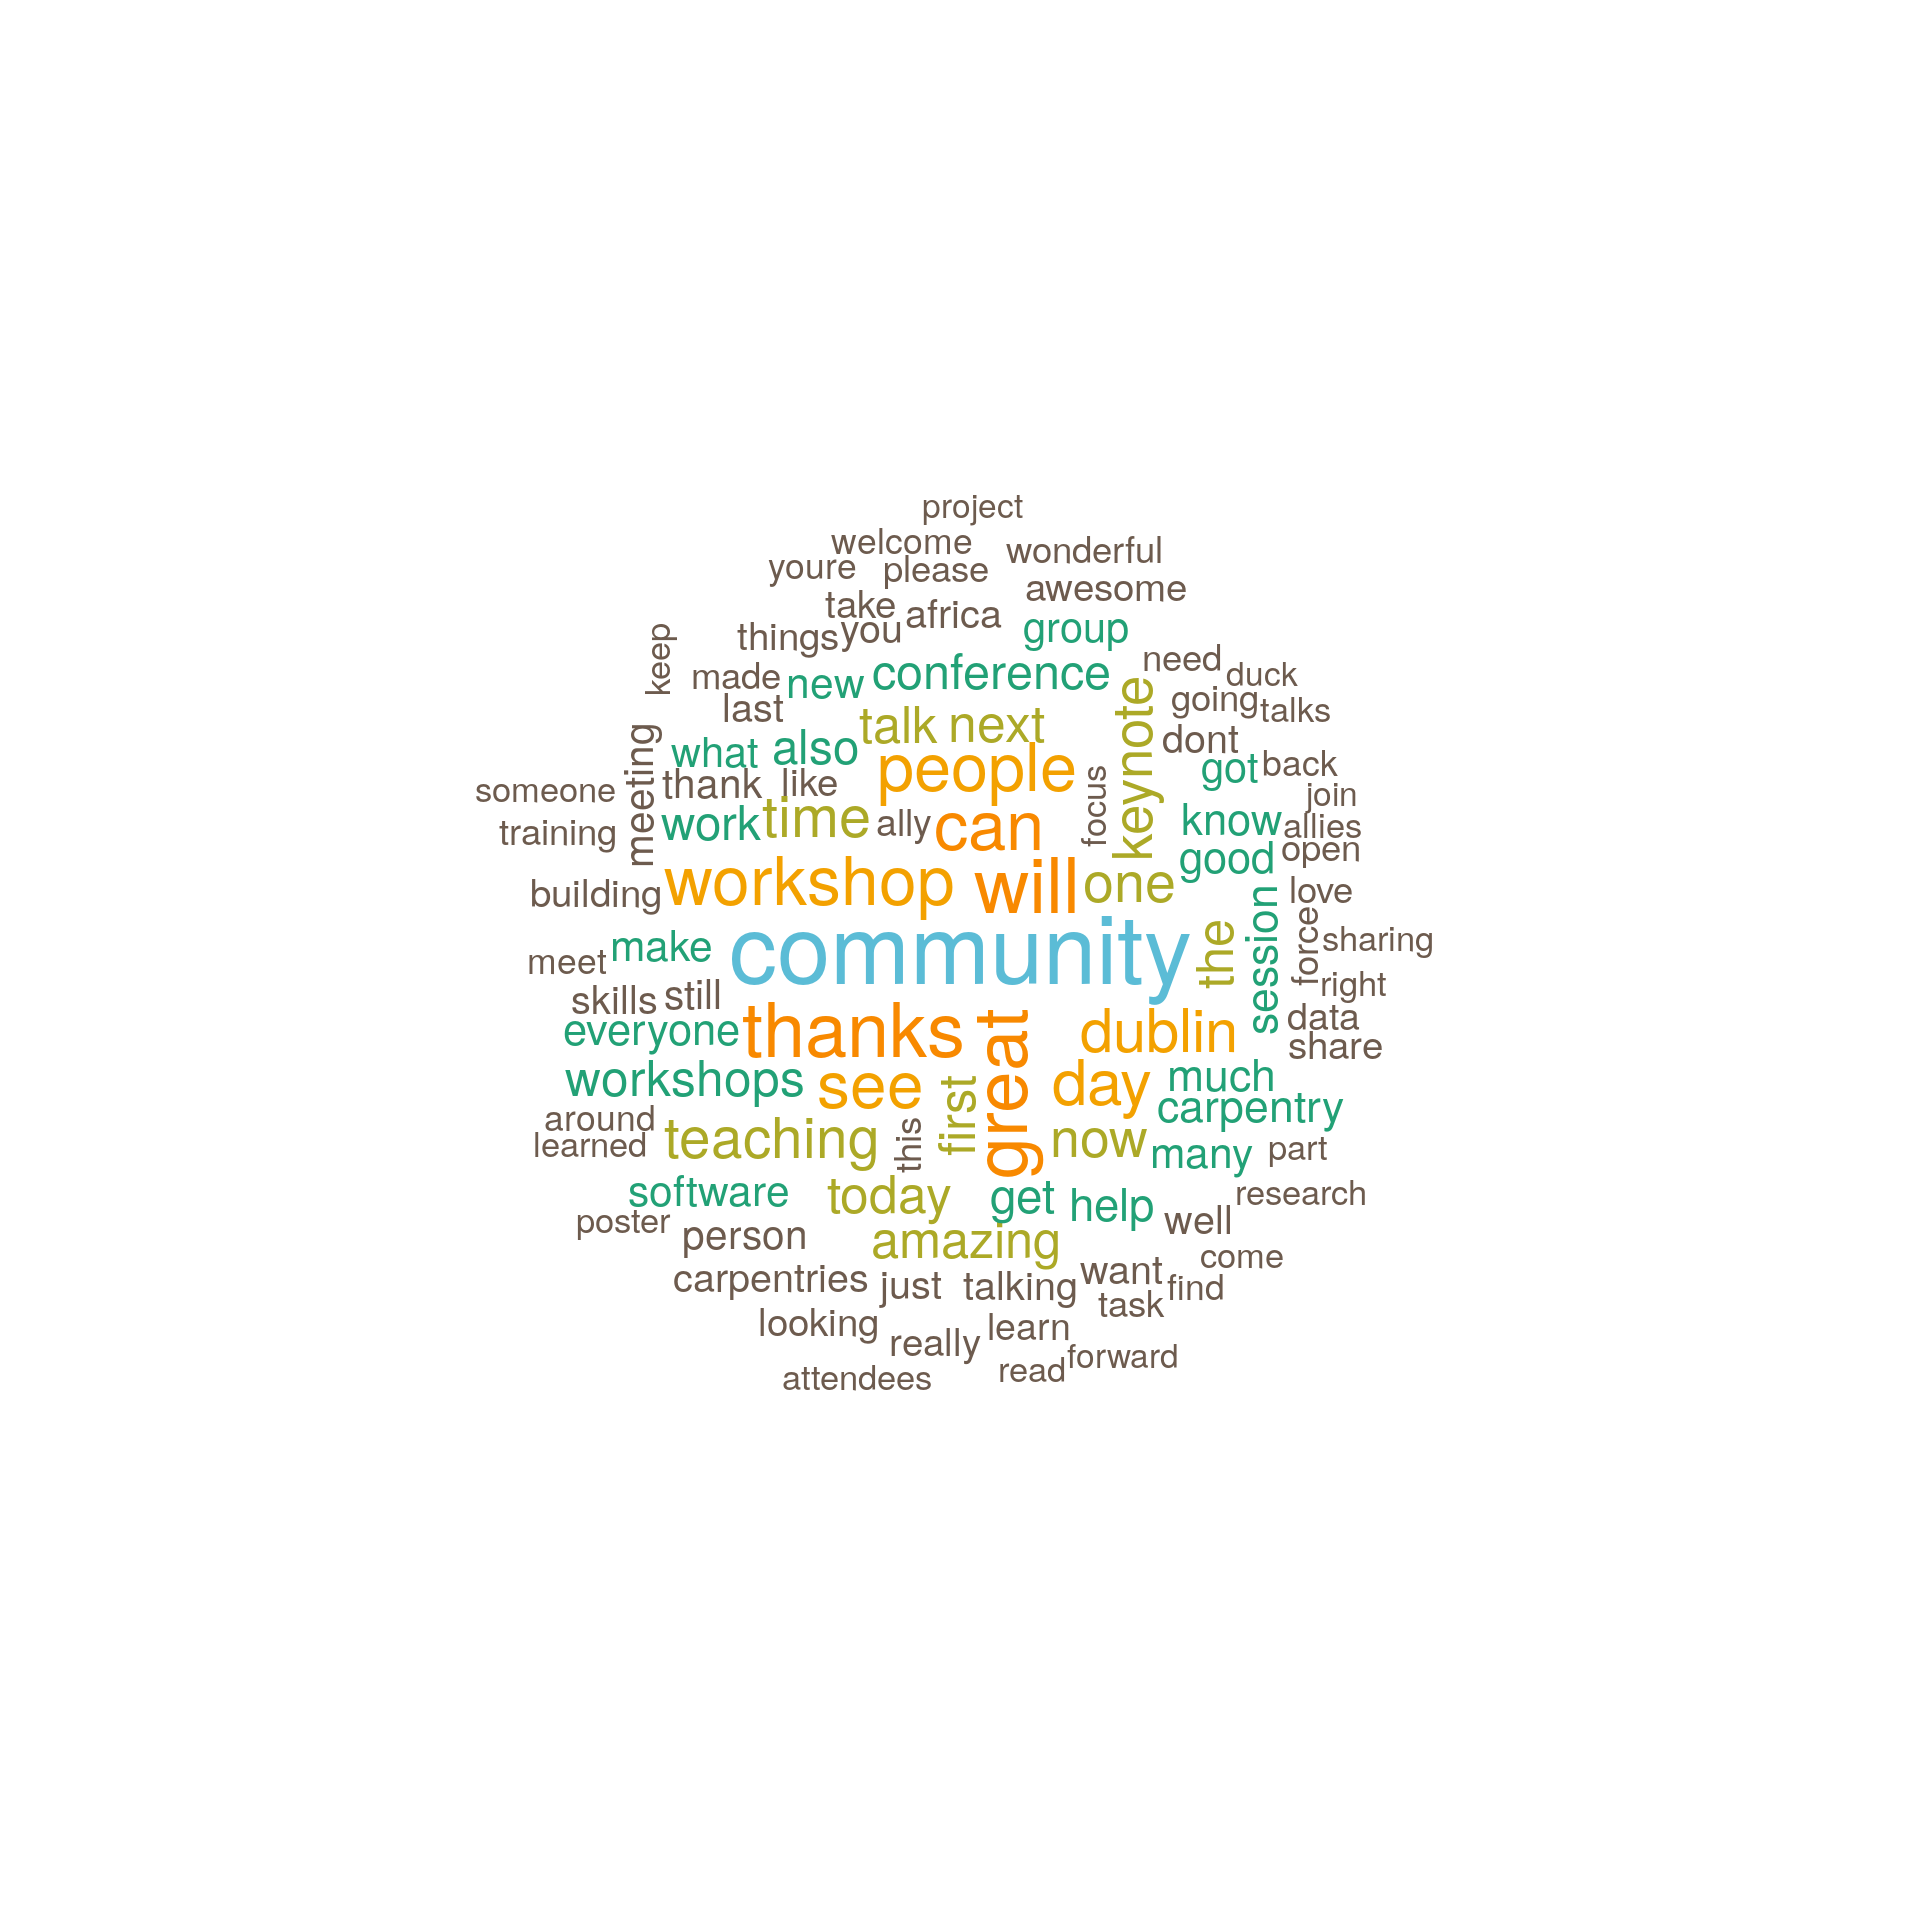 project
welcome
wonderful
youre
please
awesome
take
africa
things
you
group
keep
made
new
conference
need
duck
last
going
talks
talk
next
keynote
what
also
dont
meeting
people
got
back
thank
like
focus
someone
join
training
work
time
ally
can
know
allies
good
open
building
workshop
will
one
love
community
the
session
force
sharing
meet
make
skills
still
right
everyone
thanks
great
dublin
data
share
workshops
see
first
day
much
carpentry
around
learned
teaching
this
now
many
part
software
today
get
help
research
poster
person
amazing
well
come
carpentries
just
talking
want
find
task
looking
really
learn
forward
attendees
read